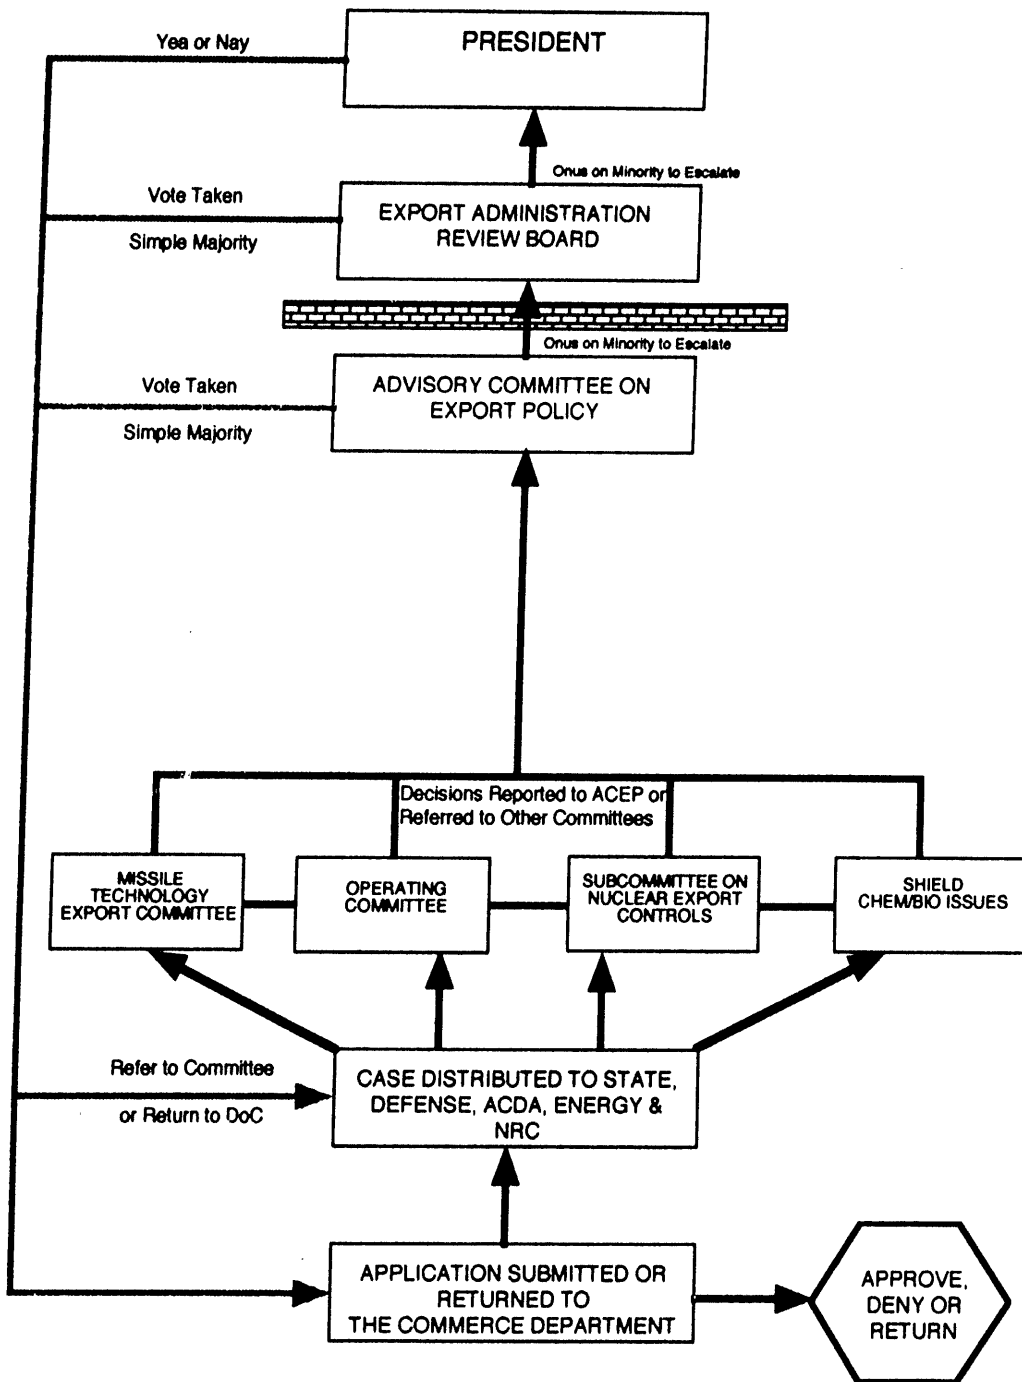 Yea or Nay
PRESIDENT
Onus on Minority to Escalate
Vote Taken
Simple Majority
EXPORT ADMINISTRATION
REVIEW BOARD
Onus on Minority to Escalate
Vote Taken
Simple Majority
ADVISORY COMMITTEE ON
EXPORT POLICY
Decisions Reported to ACEP or
Referred to Other Committees
MISSILE
TECHNOLOGY
EXPORT COMMITTEE
OPERATING
COMMITTEE
SUBCOMMITTEE ON
NUCLEAR EXPORT
CONTROLS
SHIELD
CHEM/BIO ISSUES
Refer to Committee
or Return to DoC
CASE DISTRIBUTED TO STATE,
DEFENSE, ACDA, ENERGY &
NRC
APPLICATION SUBMITTED OR
RETURNED TO
THE COMMERCE DEPARTMENT
APPROVE,
DENY OR
RETURN